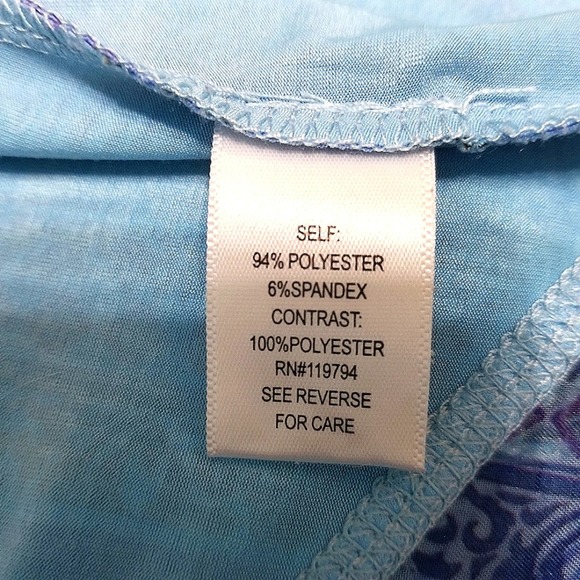 SELF:
94% POLYESTER
6%SPANDEX
CONTRAST:
100%POLYESTER
RN#119794
SEE REVERSE
FOR CARE